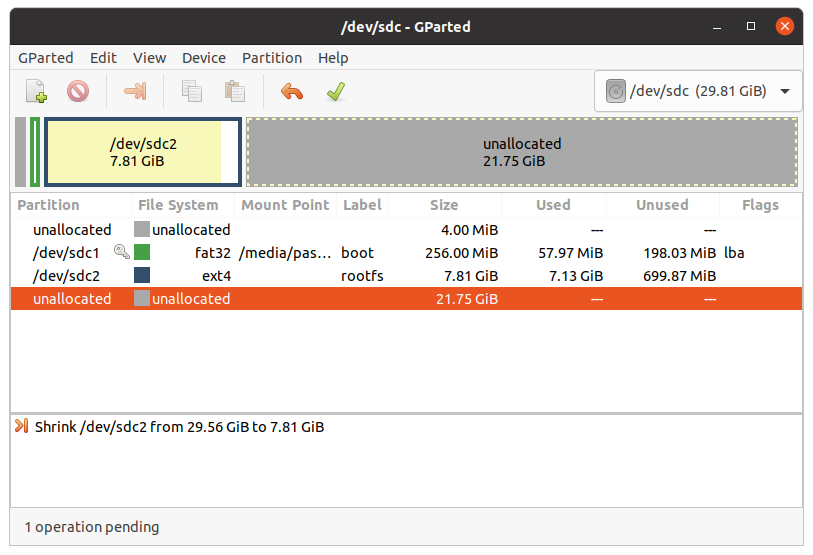 /dev/sdc - GParted
GParted Edit View Device Partition Help
/dev/sdc (29.81 GiB)
/dev/sdc2
7.81 GiB
unallocated
21.75 GiB
Partition File System Mount Point Label Size Used Unused Flags
unallocated unallocated 4.00 MiB --- ---
/dev/sdc1 fat32 /media/pas... boot 256.00 MiB 57.97 MiB 198.03 MiB lba
/dev/sdc2 ext4 rootfs 7.81 GiB 7.13 GiB 699.87 MiB
unallocated unallocated 21.75 GiB --- ---
Shrink /dev/sdc2 from 29.56 GiB to 7.81 GiB
1 operation pending